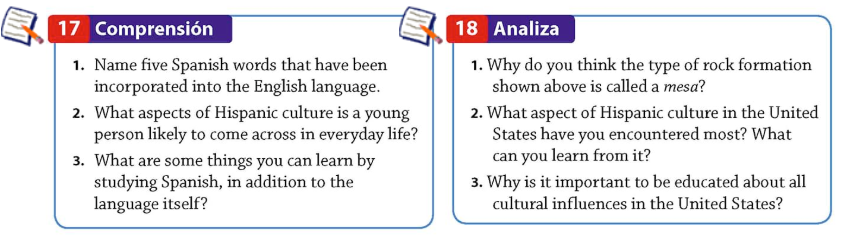 17 Comprensión
1. Name five Spanish words that have been
incorporated into the English language.
2. What aspects of Hispanic culture is a young
person likely to come across in everyday life?
3. What are some things you can learn by
studying Spanish, in addition to the
language itself?
18 Analiza
1. Why do you think the type of rock formation
shown above is called a mesa?
2. What aspect of Hispanic culture in the United
States have you encountered most? What
can you learn from it?
3. Why is it important to be educated about all
cultural influences in the United States?